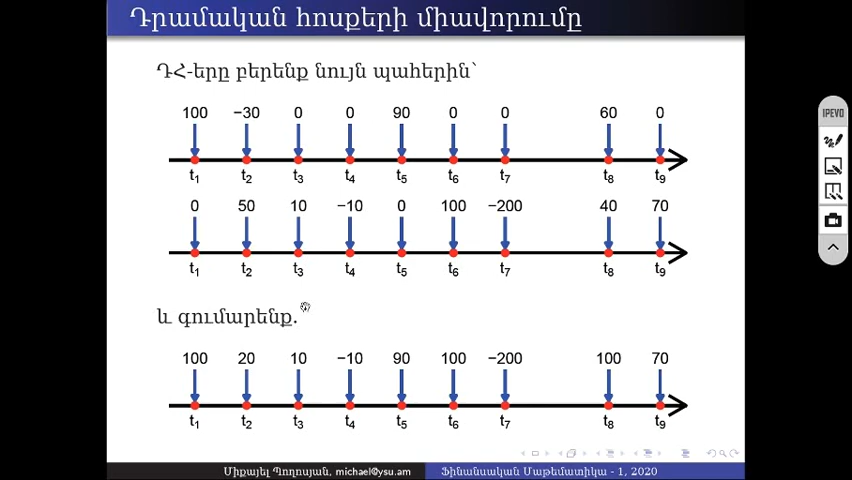 Դրամական հոսքերի միավորումը
ԴՀ-երը բերենք նույն պահերին՝
100 −30 0 0 90 0 0 60 0
t1 t2 t3 t4 t5 t6 t7 t8 t9
0 50 10 −10 0 100 −200 40 70
t1 t2 t3 t4 t5 t6 t7 t8 t9
և գումարենք.
100 20 10 −10 90 100 −200 100 70
t1 t2 t3 t4 t5 t6 t7 t8 t9
Միքայել Պողոսյան, michael@ysu.am Ֆինանսական Մաթեմատիկա - 1, 2020
IPEVO